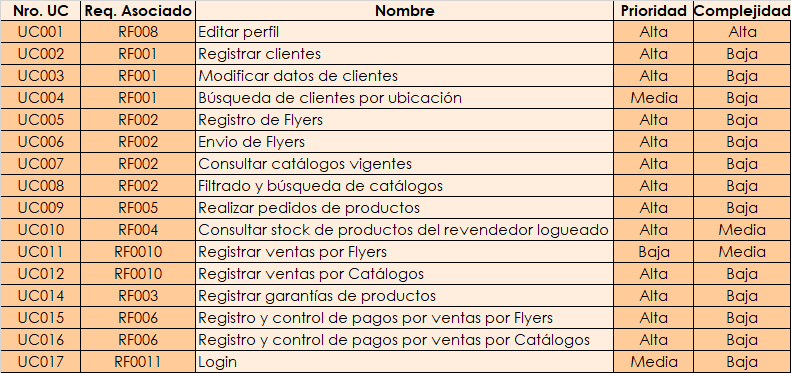 Nro. UC Req. Asociado Nombre Prioridad Complejidad
UC001 RF008 Editar perfil Alta Alta
UC002 RF001 Registrar clientes Alta Baja
UC003 RF001 Modificar datos de clientes Alta Baja
UC004 RF001 Búsqueda de clientes por ubicación Media Baja
UC005 RF002 Registro de Flyers Alta Baja
UC006 RF002 Envio de Flyers Alta Baja
UC007 RF002 Consultar catálogos vigentes Alta Baja
UC008 RF002 Filtrado y búsqueda de catálogos Alta Baja
UC009 RF005 Realizar pedidos de productos Alta Baja
UC010 RF004 Consultar stock de productos del revendedor logueado Alta Media
UC011 RF0010 Registrar ventas por Flyers Baja Media
UC012 RF0010 Registrar ventas por Catálogos Alta Baja
UC014 RF003 Registrar garantías de productos Alta Baja
UC015 RF006 Registro y control de pagos por ventas por Flyers Alta Baja
UC016 RF006 Registro y control de pagos por ventas por Catálogos Alta Baja
UC017 RF0011 Login Media Baja